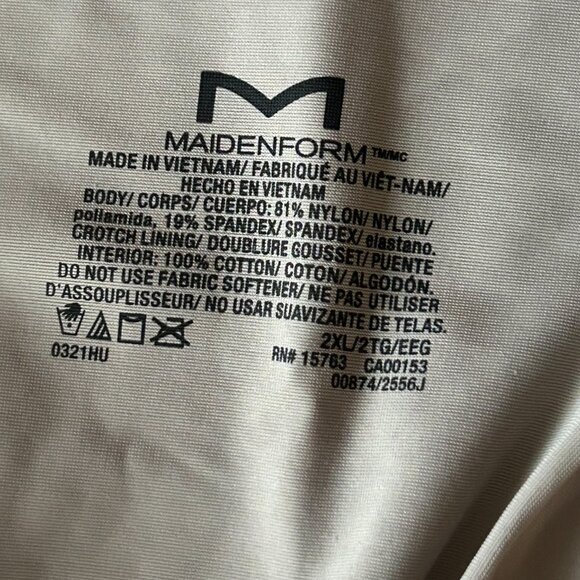 M
MAIDENFORM TM/MC
MADE IN VIETNAM/ FABRIQUÉ AU VIÊT-NAM/
HECHO EN VIETNAM
BODY/ CORPS/ CUERPO: 81% NYLON/ NYLON/
poliamida, 19% SPANDEX/ SPANDEX/ elastano.
CROTCH LINING/ DOUBLURE GOUSSET/ PUENTE
INTERIOR: 100% COTTON/ COTON/ ALGODÓN.
DO NOT USE FABRIC SOFTENER/ NE PAS UTILISER
D'ASSOUPLISSEUR/ NO USAR SUAVIZANTE DE TELAS.
2XL/2TG/EEG
0321HU RN# 15763 CA00153
00874/2556J